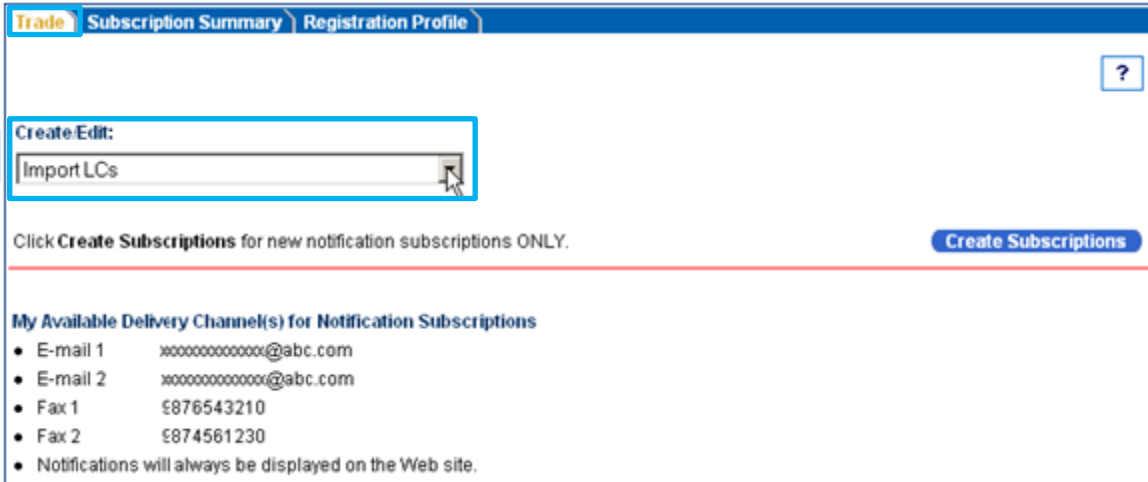 Trade Subscription Summary Registration Profile
?
Create/Edit:
Import LCs
Click Create Subscriptions for new notification subscriptions ONLY. Create Subscriptions
My Available Delivery Channel(s) for Notification Subscriptions
• E-mail 1 xxxxxxxxxxxxx@abc.com
• E-mail 2 xxxxxxxxxxxxx@abc.com
• Fax 1 9876543210
• Fax 2 9874561230
• Notifications will always be displayed on the Web site.